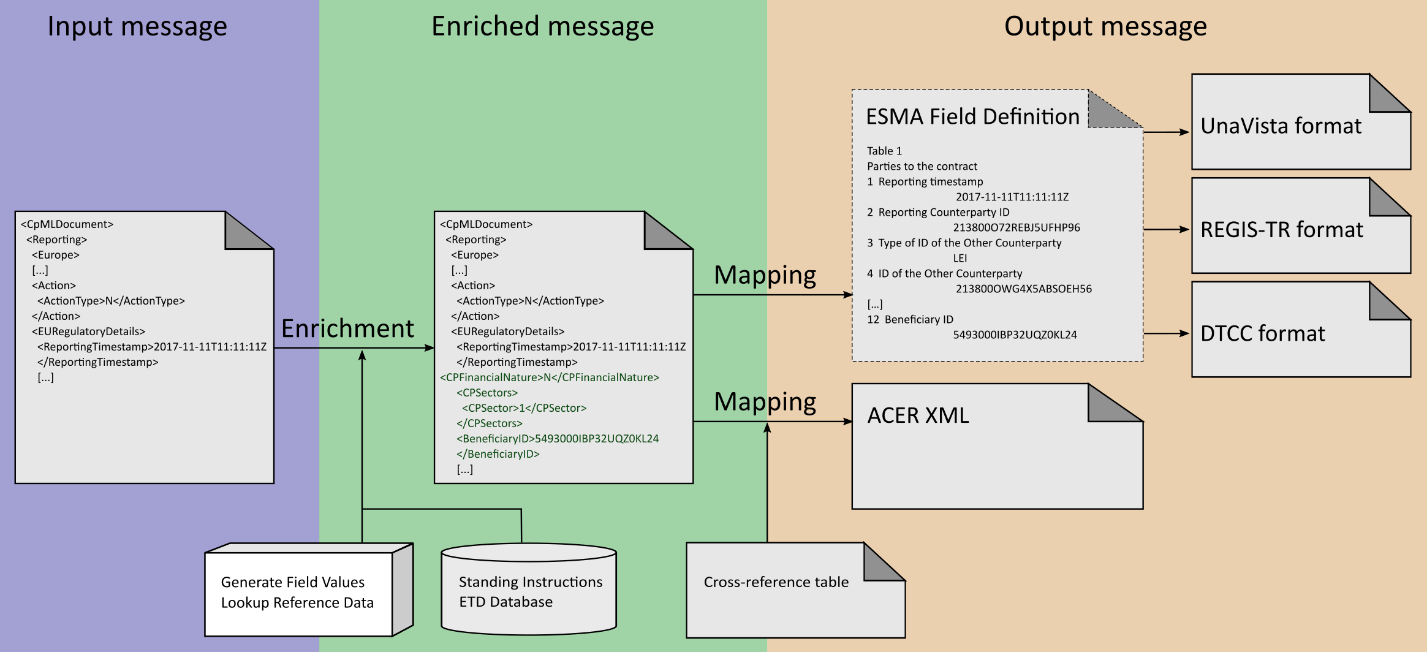 Input message
Enriched message
Output message
<CpMLDocument>
<Reporting>
<Europe>
[...]
<Action>
<ActionType>N</ActionType>
</Action>
<EURegulatoryDetails>
<ReportingTimestamp>2017-11-11T11:11:11Z
</ReportingTimestamp>
[...]
Enrichment
<CpMLDocument>
<Reporting>
<Europe>
[...]
<Action>
<ActionType>N</ActionType>
</Action>
<EURegulatoryDetails>
<ReportingTimestamp>2017-11-11T11:11:11Z
</ReportingTimestamp>
<CPFinancialNature>N</CPFinancialNature>
<CPSectors>
<CPSector>1</CPSector>
</CPSectors>
<BeneficiaryID>5493000IBP32UQZ0KL24
</BeneficiaryID>
[...]
Mapping
Mapping
ESMA Field Definition
Table 1
Parties to the contract
1 Reporting timestamp
2017-11-11T11:11:11Z
2 Reporting Counterparty ID
213800O72REBJ5UFHP96
3 Type of ID of the Other Counterparty
LEI
4 ID of the Other Counterparty
213800OWG4X5ABSOEH56
[...]
12 Beneficiary ID
5493000IBP32UQZ0KL24
UnaVista format
REGIS-TR format
DTCC format
ACER XML
Generate Field Values
Lookup Reference Data
Standing Instructions
ETD Database
Cross-reference table